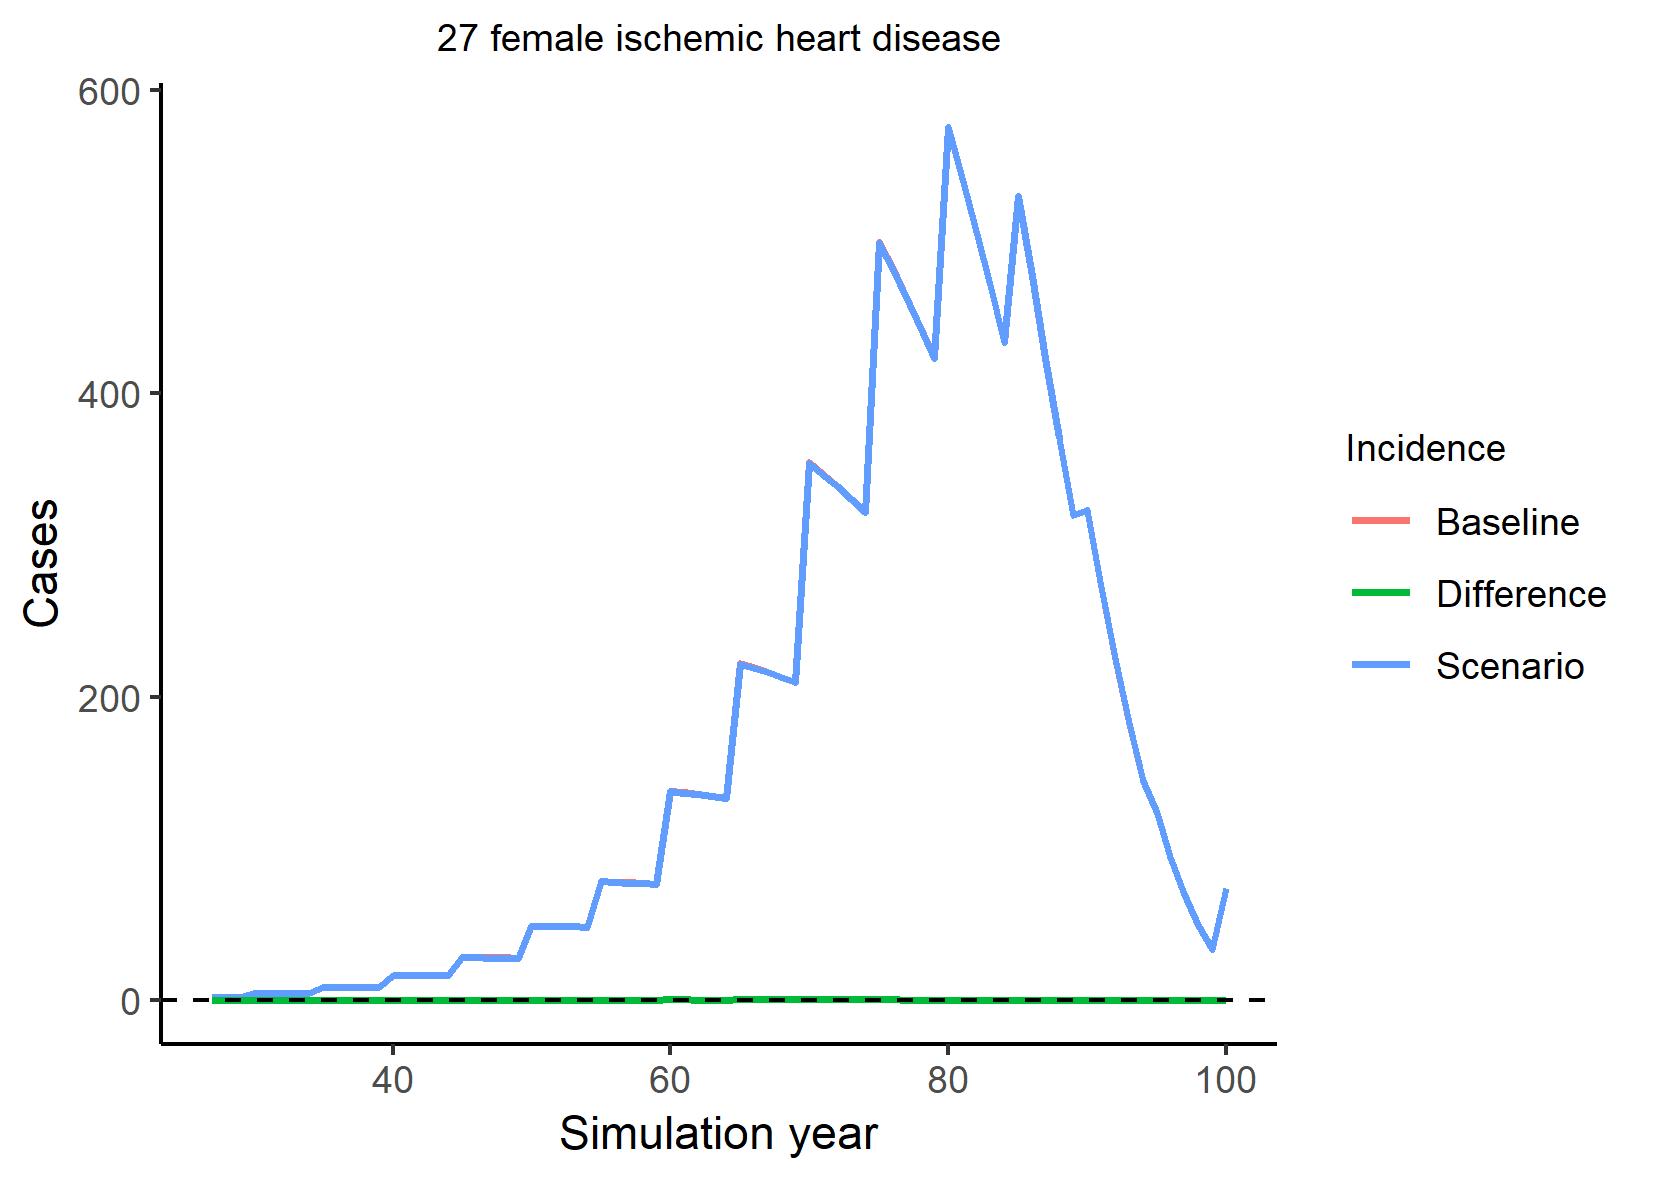 27 female ischemic heart disease
600
400
200
0
Cases
40 60 80 100
Simulation year
Incidence
Baseline
Difference
Scenario